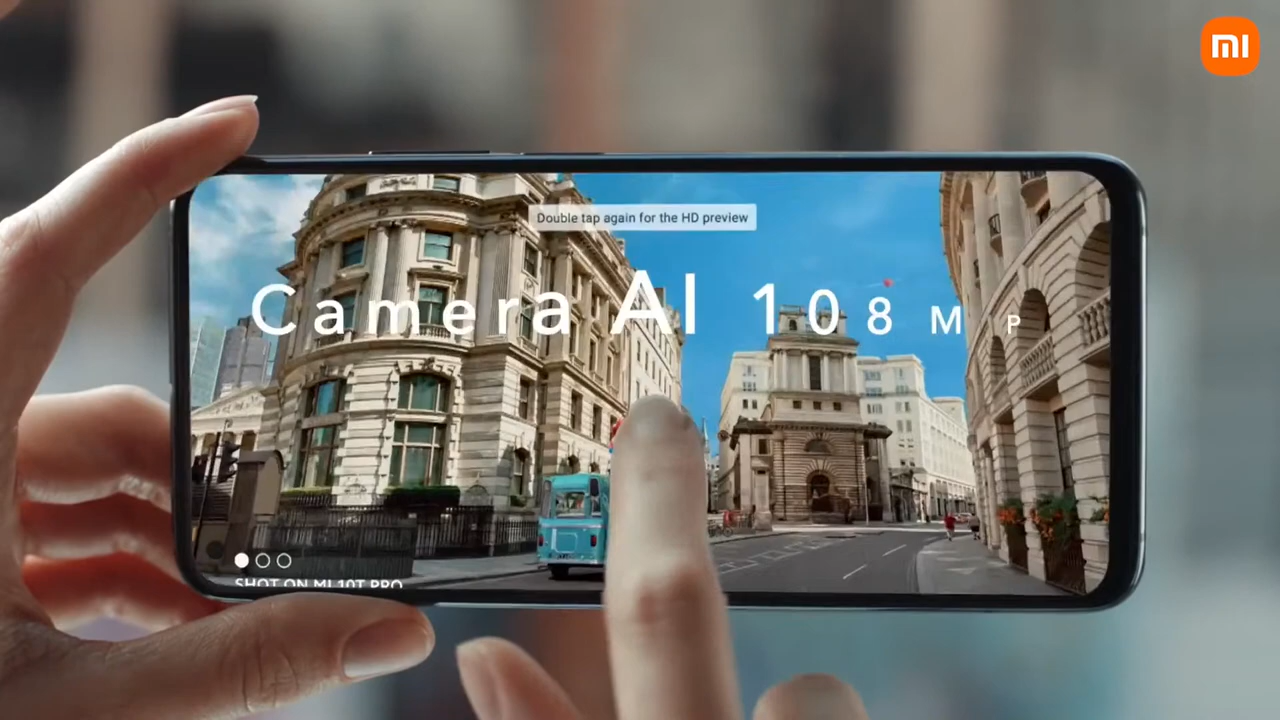 mi
Double tap again for the HD preview
Camera AI 108 MP
SHOT ON MI 10T PRO